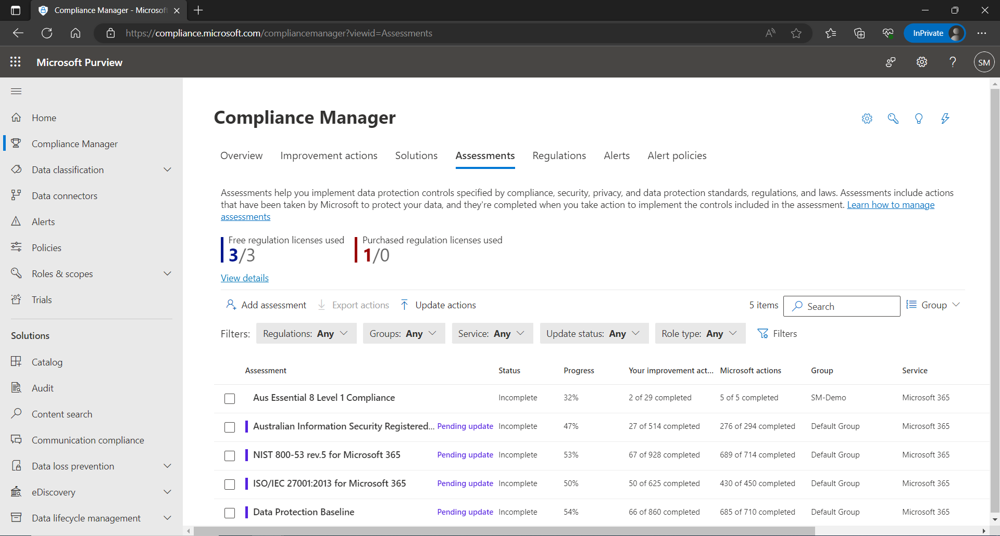 Compliance Manager - Microsoft
https://compliance.microsoft.com/compliancemanager?viewid=Assessments
InPrivate
Microsoft Purview
SM
Home
Compliance Manager
Data classification
Data connectors
Alerts
Policies
Roles & scopes
Trials
Solutions
Catalog
Audit
Content search
Communication compliance
Data loss prevention
eDiscovery
Data lifecycle management
Compliance Manager
Overview Improvement actions Solutions Assessments Regulations Alerts Alert policies
Assessments help you implement data protection controls specified by compliance, security, privacy, and data protection standards, regulations, and laws. Assessments include actions
that have been taken by Microsoft to protect your data, and they're completed when you take action to implement the controls included in the assessment. Learn how to manage
assessments
Free regulation licenses used
3/3
Purchased regulation licenses used
1/0
View details
Add assessment Export actions Update actions 5 items Search Group
Filters: Regulations: Any Groups: Any Service: Any Update status: Any Role type: Any Filters
Assessment Status Progress Your improvement act... Microsoft actions Group Service
Aus Essential 8 Level 1 Compliance Incomplete 32% 2 of 29 completed 5 of 5 completed SM-Demo Microsoft 365
Australian Information Security Registered... Pending update Incomplete 47% 27 of 514 completed 276 of 294 completed Default Group Microsoft 365
NIST 800-53 rev.5 for Microsoft 365 Pending update Incomplete 53% 67 of 928 completed 689 of 714 completed Default Group Microsoft 365
ISO/IEC 27001:2013 for Microsoft 365 Pending update Incomplete 50% 50 of 625 completed 430 of 450 completed Default Group Microsoft 365
Data Protection Baseline Pending update Incomplete 54% 66 of 860 completed 685 of 710 completed Default Group Microsoft 365